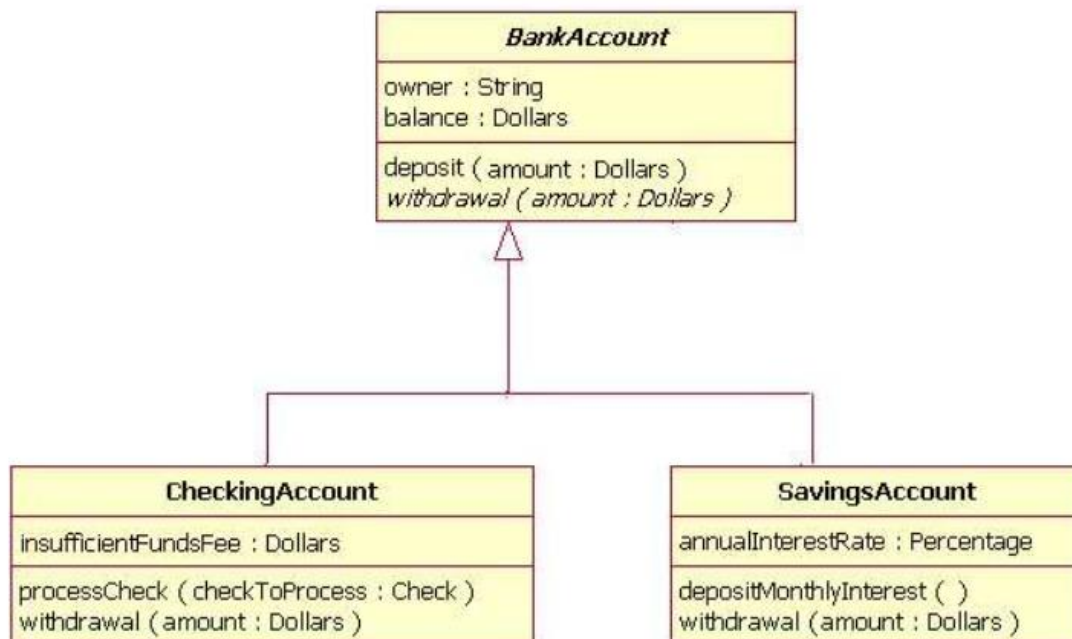 BankAccount
owner : String
balance : Dollars
deposit ( amount : Dollars )
withdrawal ( amount : Dollars )
CheckingAccount
insufficientFundsFee : Dollars
processCheck ( checkToProcess : Check )
withdrawal ( amount : Dollars )
SavingsAccount
annualInterestRate : Percentage
depositMonthlyInterest ( )
withdrawal ( amount : Dollars )